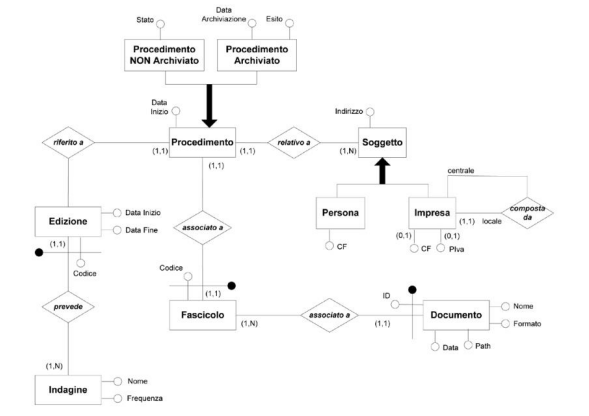 Data
Archiviazione
Stato
Esito
Procedimento
NON Archiviato
Procedimento
Archiviato
Data
Inizio
Indirizzo
riferito a
(1,1)
Procedimento
(1,1)
relativo a
(1,N)
Soggetto
(1,1)
centrale
Edizione
Data Inizio
Data Fine
(1,1)
Codice
associato a
Persona
CF
Impresa
(1,1)
locale
composta
da
(0,1)
(0,1)
CF
PIva
Codice
(1,1)
Fascicolo
(1,N)
associato a
(1,1)
ID
Documento
Nome
Formato
Data
Path
prevede
(1,N)
Indagine
Nome
Frequenza